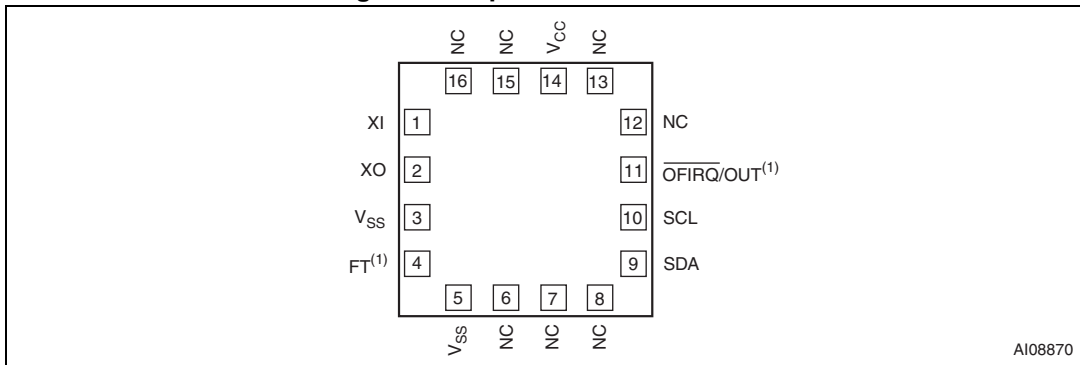 NC NC VCC NC
16 15 14 13
XI 1 12 NC
XO 2 11 OFIRQ/OUT(1)
VSS 3 10 SCL
FT(1) 4 9 SDA
5 6 7 8
VSS NC NC NC
AI08870